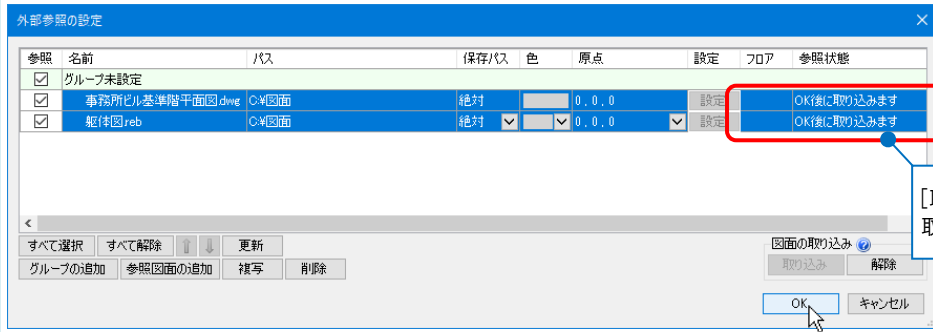 外部参照の設定
参照 名前 パス 保存パス 色 原点 設定 フロア 参照状態
グループ未設定
事務所ビル基準階平面図.dwg C:¥図面 絶対 0, 0, 0 設定 OK後に取り込みます
躯体図.reb C:¥図面 絶対 0, 0, 0 設定 OK後に取り込みます
すべて選択 すべて解除 更新 図面の取り込み
グループの追加 参照図面の追加 複写 削除 取り込み 解除
OK キャンセル